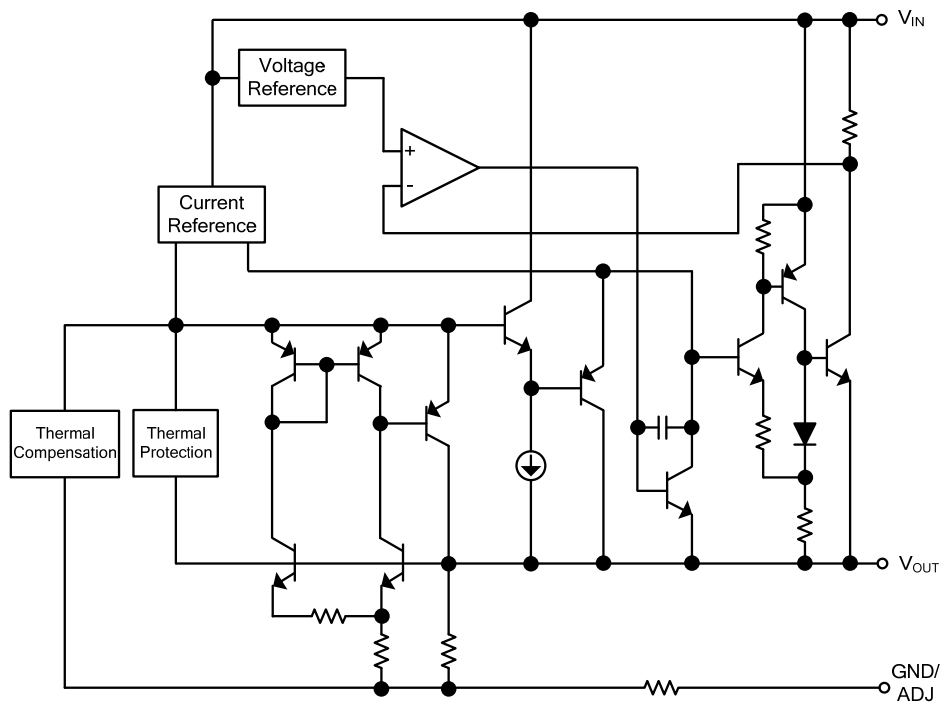 VIN
Voltage
Reference
+
-
Current
Reference
Thermal
Compensation
Thermal
Protection
VOUT
GND/
ADJ